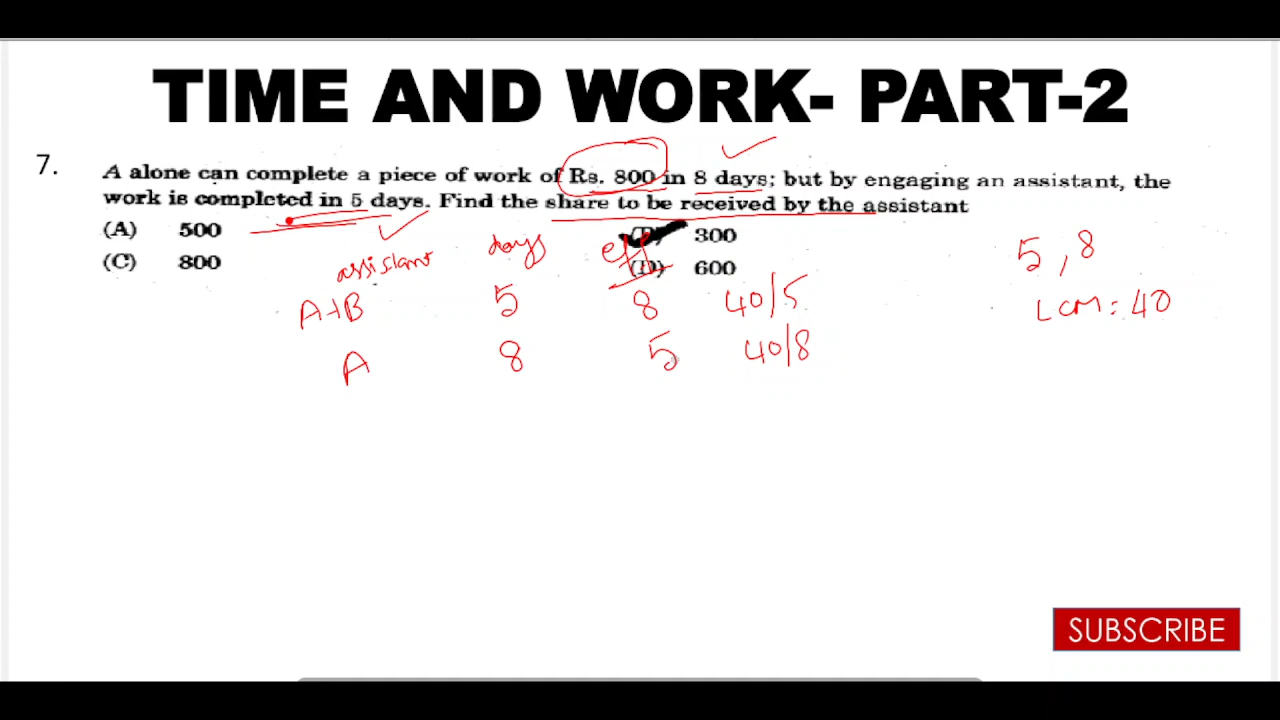 TIME AND WORK- PART-2
7. A alone can complete a piece of work of Rs. 800 in 8 days; but by engaging an assistant, the
work is completed in 5 days. Find the share to be received by the assistant
(A) 500 300
(C) 800 (D) 600
assistant days eff 5, 8
A+B 5 8 40/5 LCM = 40
A 8 5 40/8
SUBSCRIBE